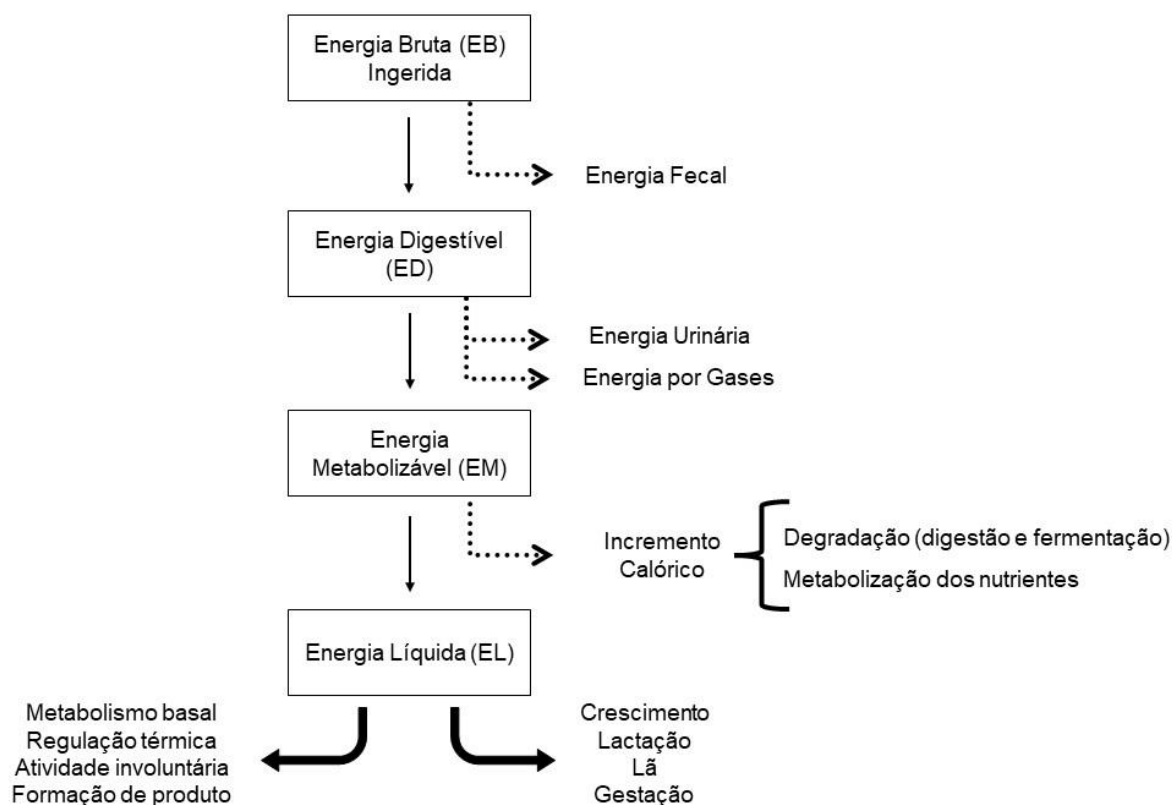 Energia Bruta (EB)
Ingerida
Energia Fecal
Energia Digestível
(ED)
Energia Urinária
Energia por Gases
Energia
Metabolizável (EM)
Incremento
Calórico
Degradação (digestão e fermentação)
Metabolização dos nutrientes
Energia Líquida (EL)
Metabolismo basal
Regulação térmica
Atividade involuntária
Formação de produto
Crescimento
Lactação
Lã
Gestação